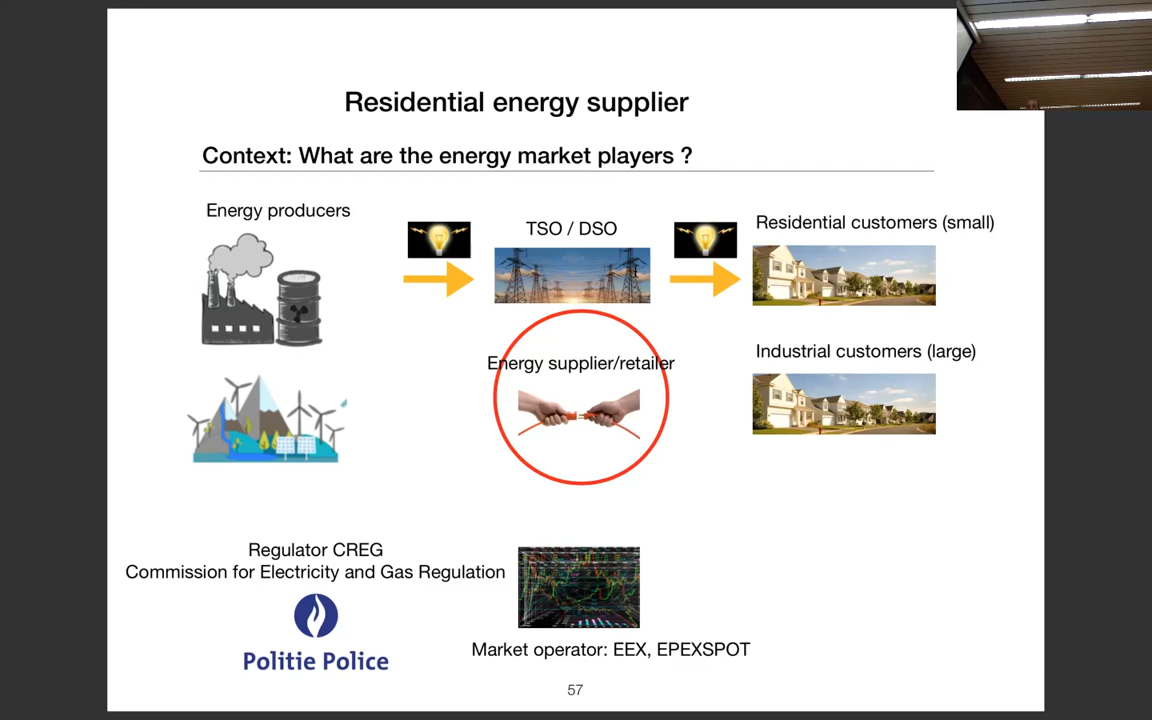 Residential energy supplier
Context: What are the energy market players ?
Energy producers
TSO / DSO
Residential customers (small)
Energy supplier/retailer
Industrial customers (large)
Regulator CREG
Commission for Electricity and Gas Regulation
Politie Police
Market operator: EEX, EPEXSPOT
57